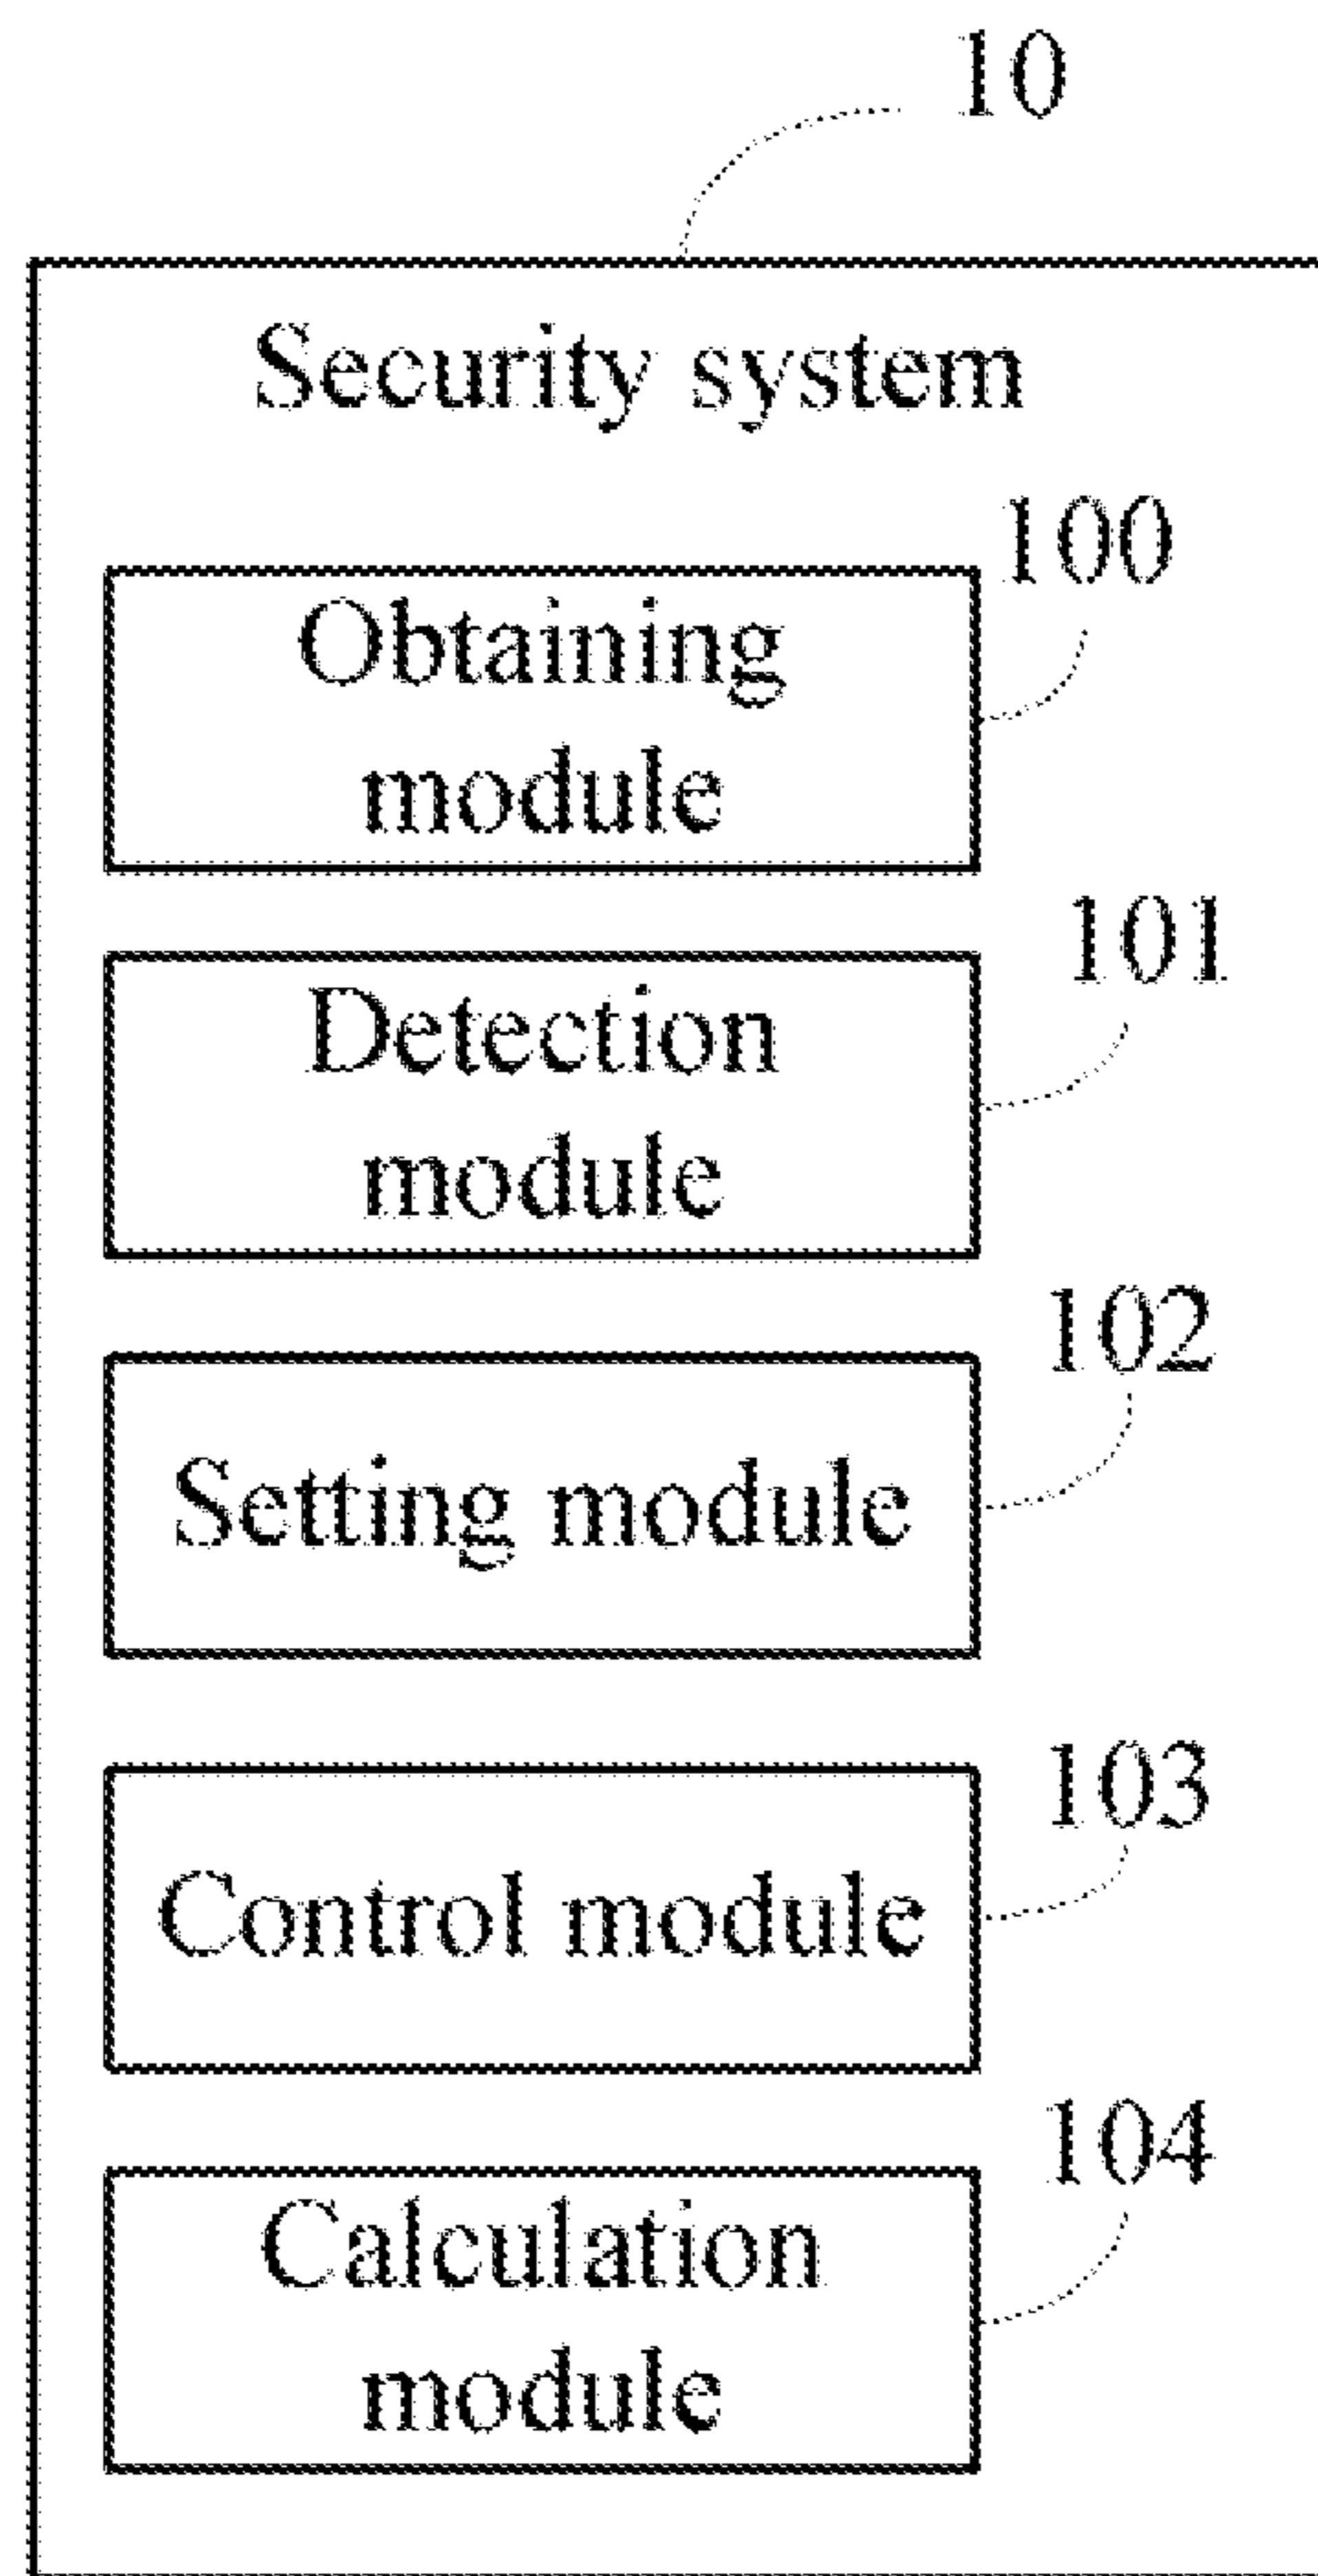 10
Security system
100
Obtaining
module
101
Detection
module
102
Setting module
103
Control module
104
Calculation
module